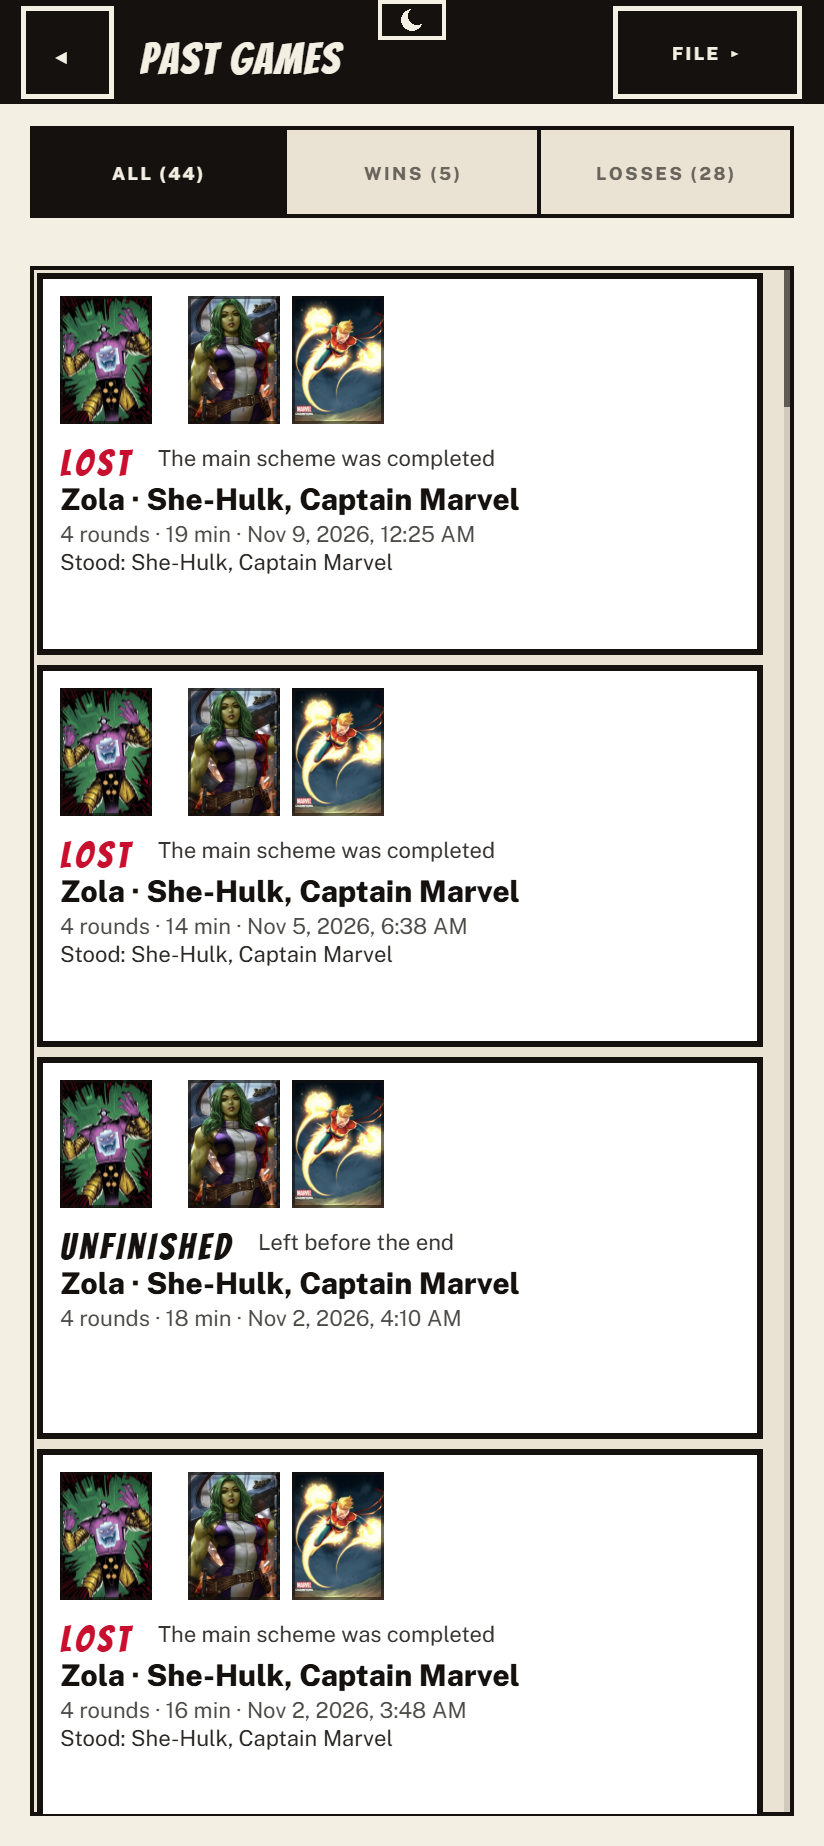 ◄ PAST GAMES FILE ►
ALL (44) WINS (5) LOSSES (28)
LOST The main scheme was completed
Zola · She-Hulk, Captain Marvel
4 rounds · 19 min · Nov 9, 2026, 12:25 AM
Stood: She-Hulk, Captain Marvel
LOST The main scheme was completed
Zola · She-Hulk, Captain Marvel
4 rounds · 14 min · Nov 5, 2026, 6:38 AM
Stood: She-Hulk, Captain Marvel
UNFINISHED Left before the end
Zola · She-Hulk, Captain Marvel
4 rounds · 18 min · Nov 2, 2026, 4:10 AM
LOST The main scheme was completed
Zola · She-Hulk, Captain Marvel
4 rounds · 16 min · Nov 2, 2026, 3:48 AM
Stood: She-Hulk, Captain Marvel